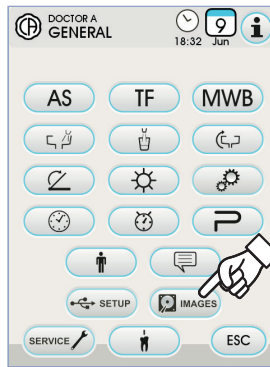 DOCTOR A
GENERAL
18:32
9
Jun
i
AS
TF
MWB
SETUP
IMAGES
SERVICE
ESC